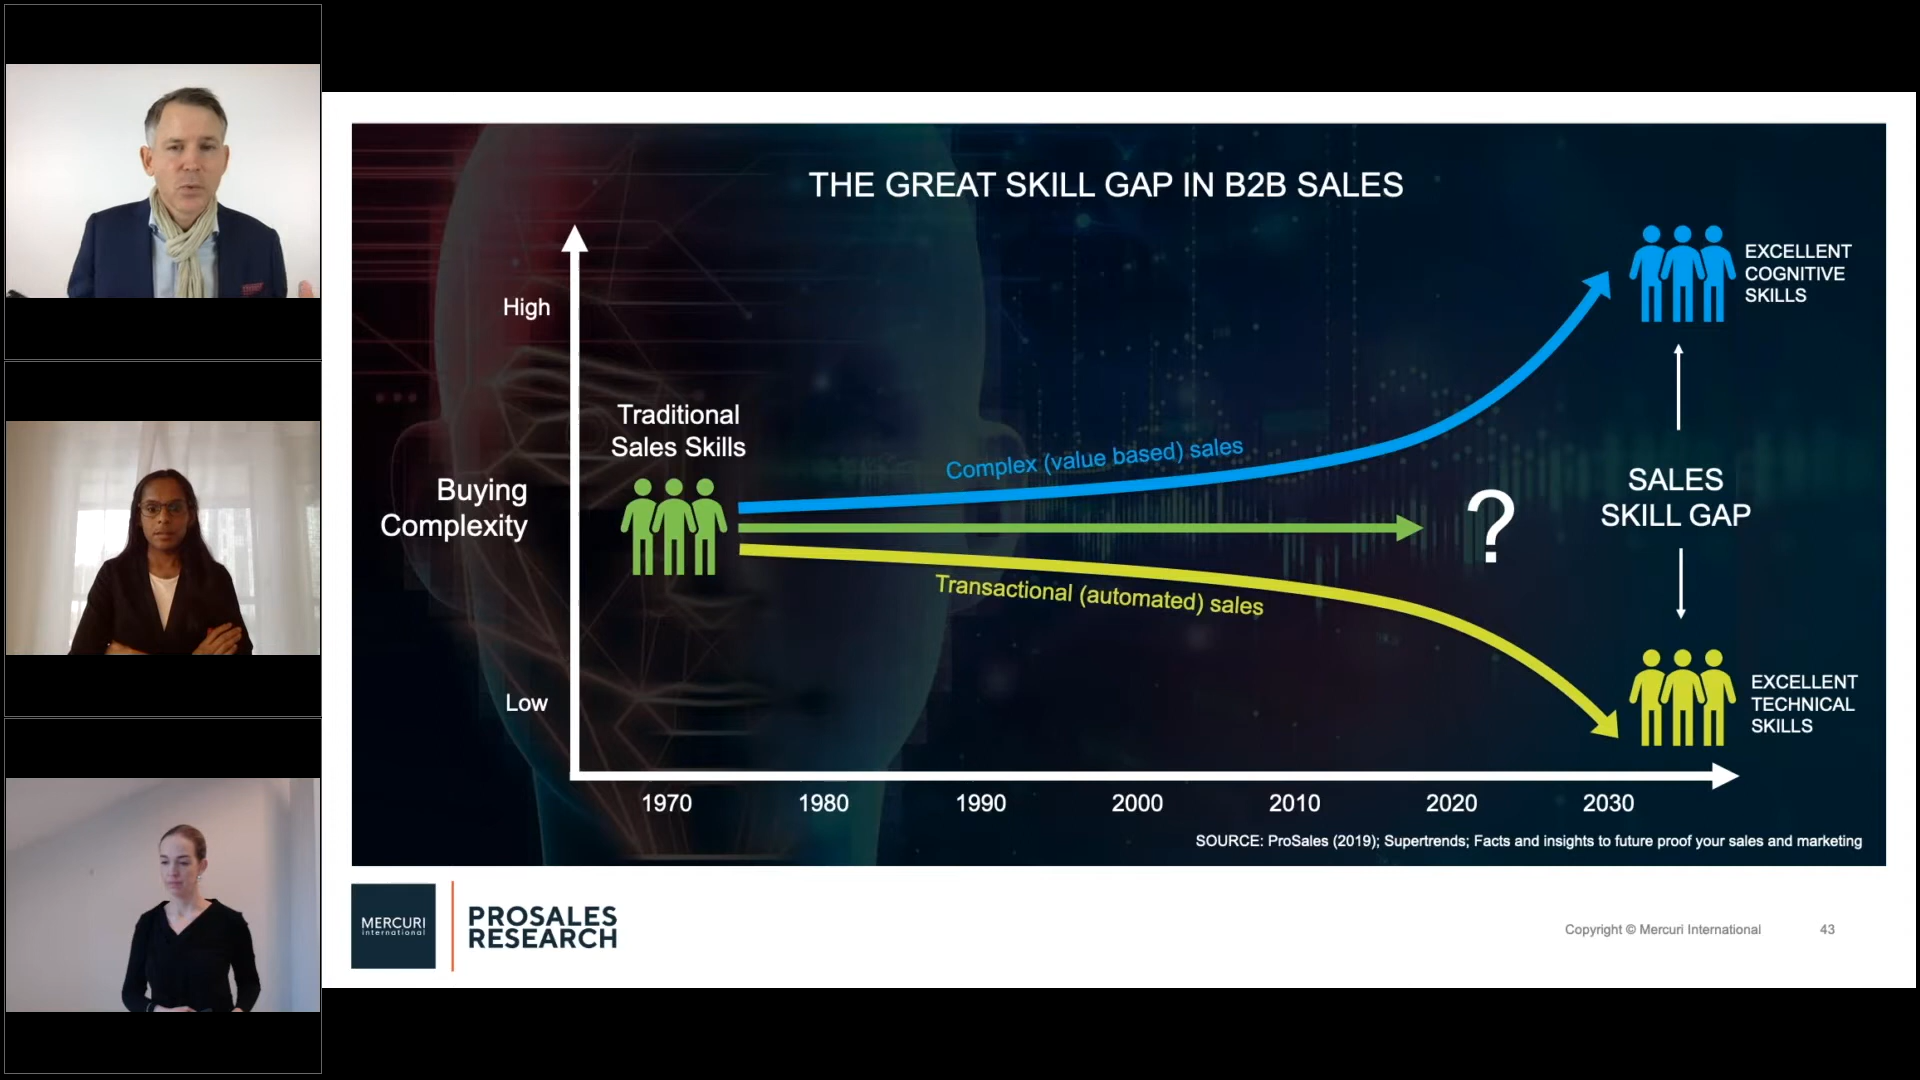 THE GREAT SKILL GAP IN B2B SALES
High
Buying
Complexity
Low
Traditional
Sales Skills
Complex (value based) sales
Transactional (automated) sales
?
EXCELLENT
COGNITIVE
SKILLS
SALES
SKILL GAP
EXCELLENT
TECHNICAL
SKILLS
1970 1980 1990 2000 2010 2020 2030
SOURCE: ProSales (2019); Supertrends; Facts and insights to future proof your sales and marketing
MERCURI
international
PROSALES
RESEARCH
Copyright © Mercuri International 43